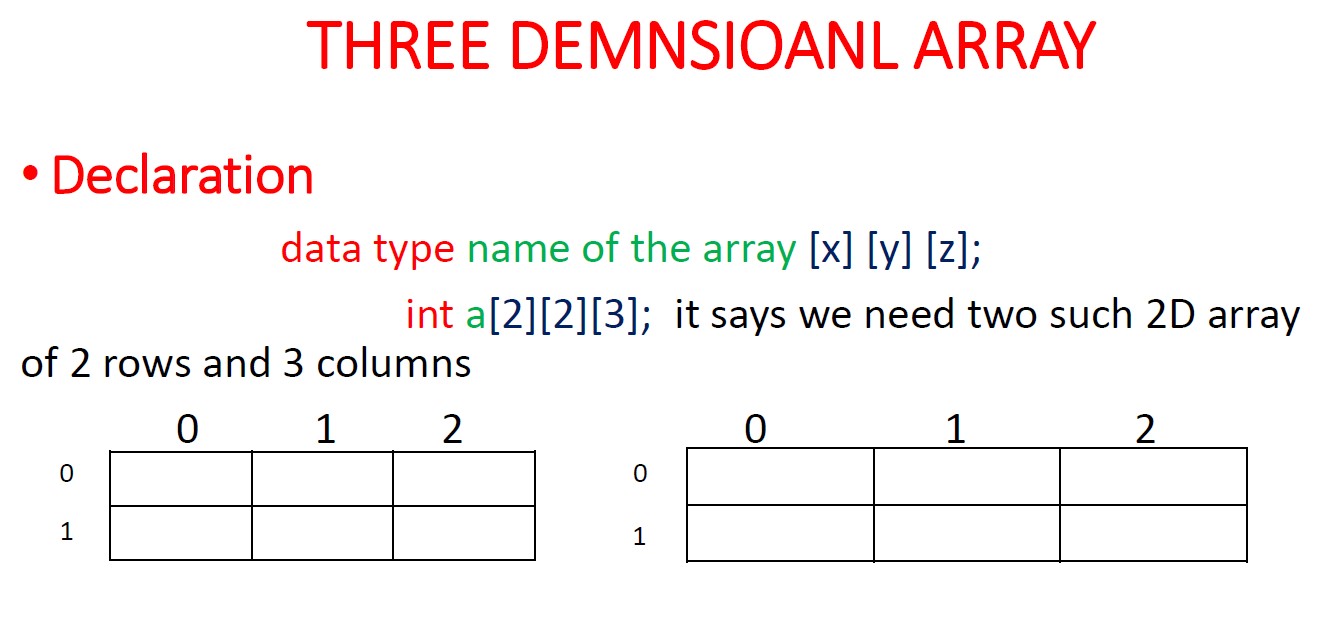 THREE DEMNSIOANL ARRAY
• Declaration
data type name of the array [x] [y] [z];
int a[2][2][3];  it says we need two such 2D array
of 2 rows and 3 columns
0 1 2 0 1 2
0 0
1 1